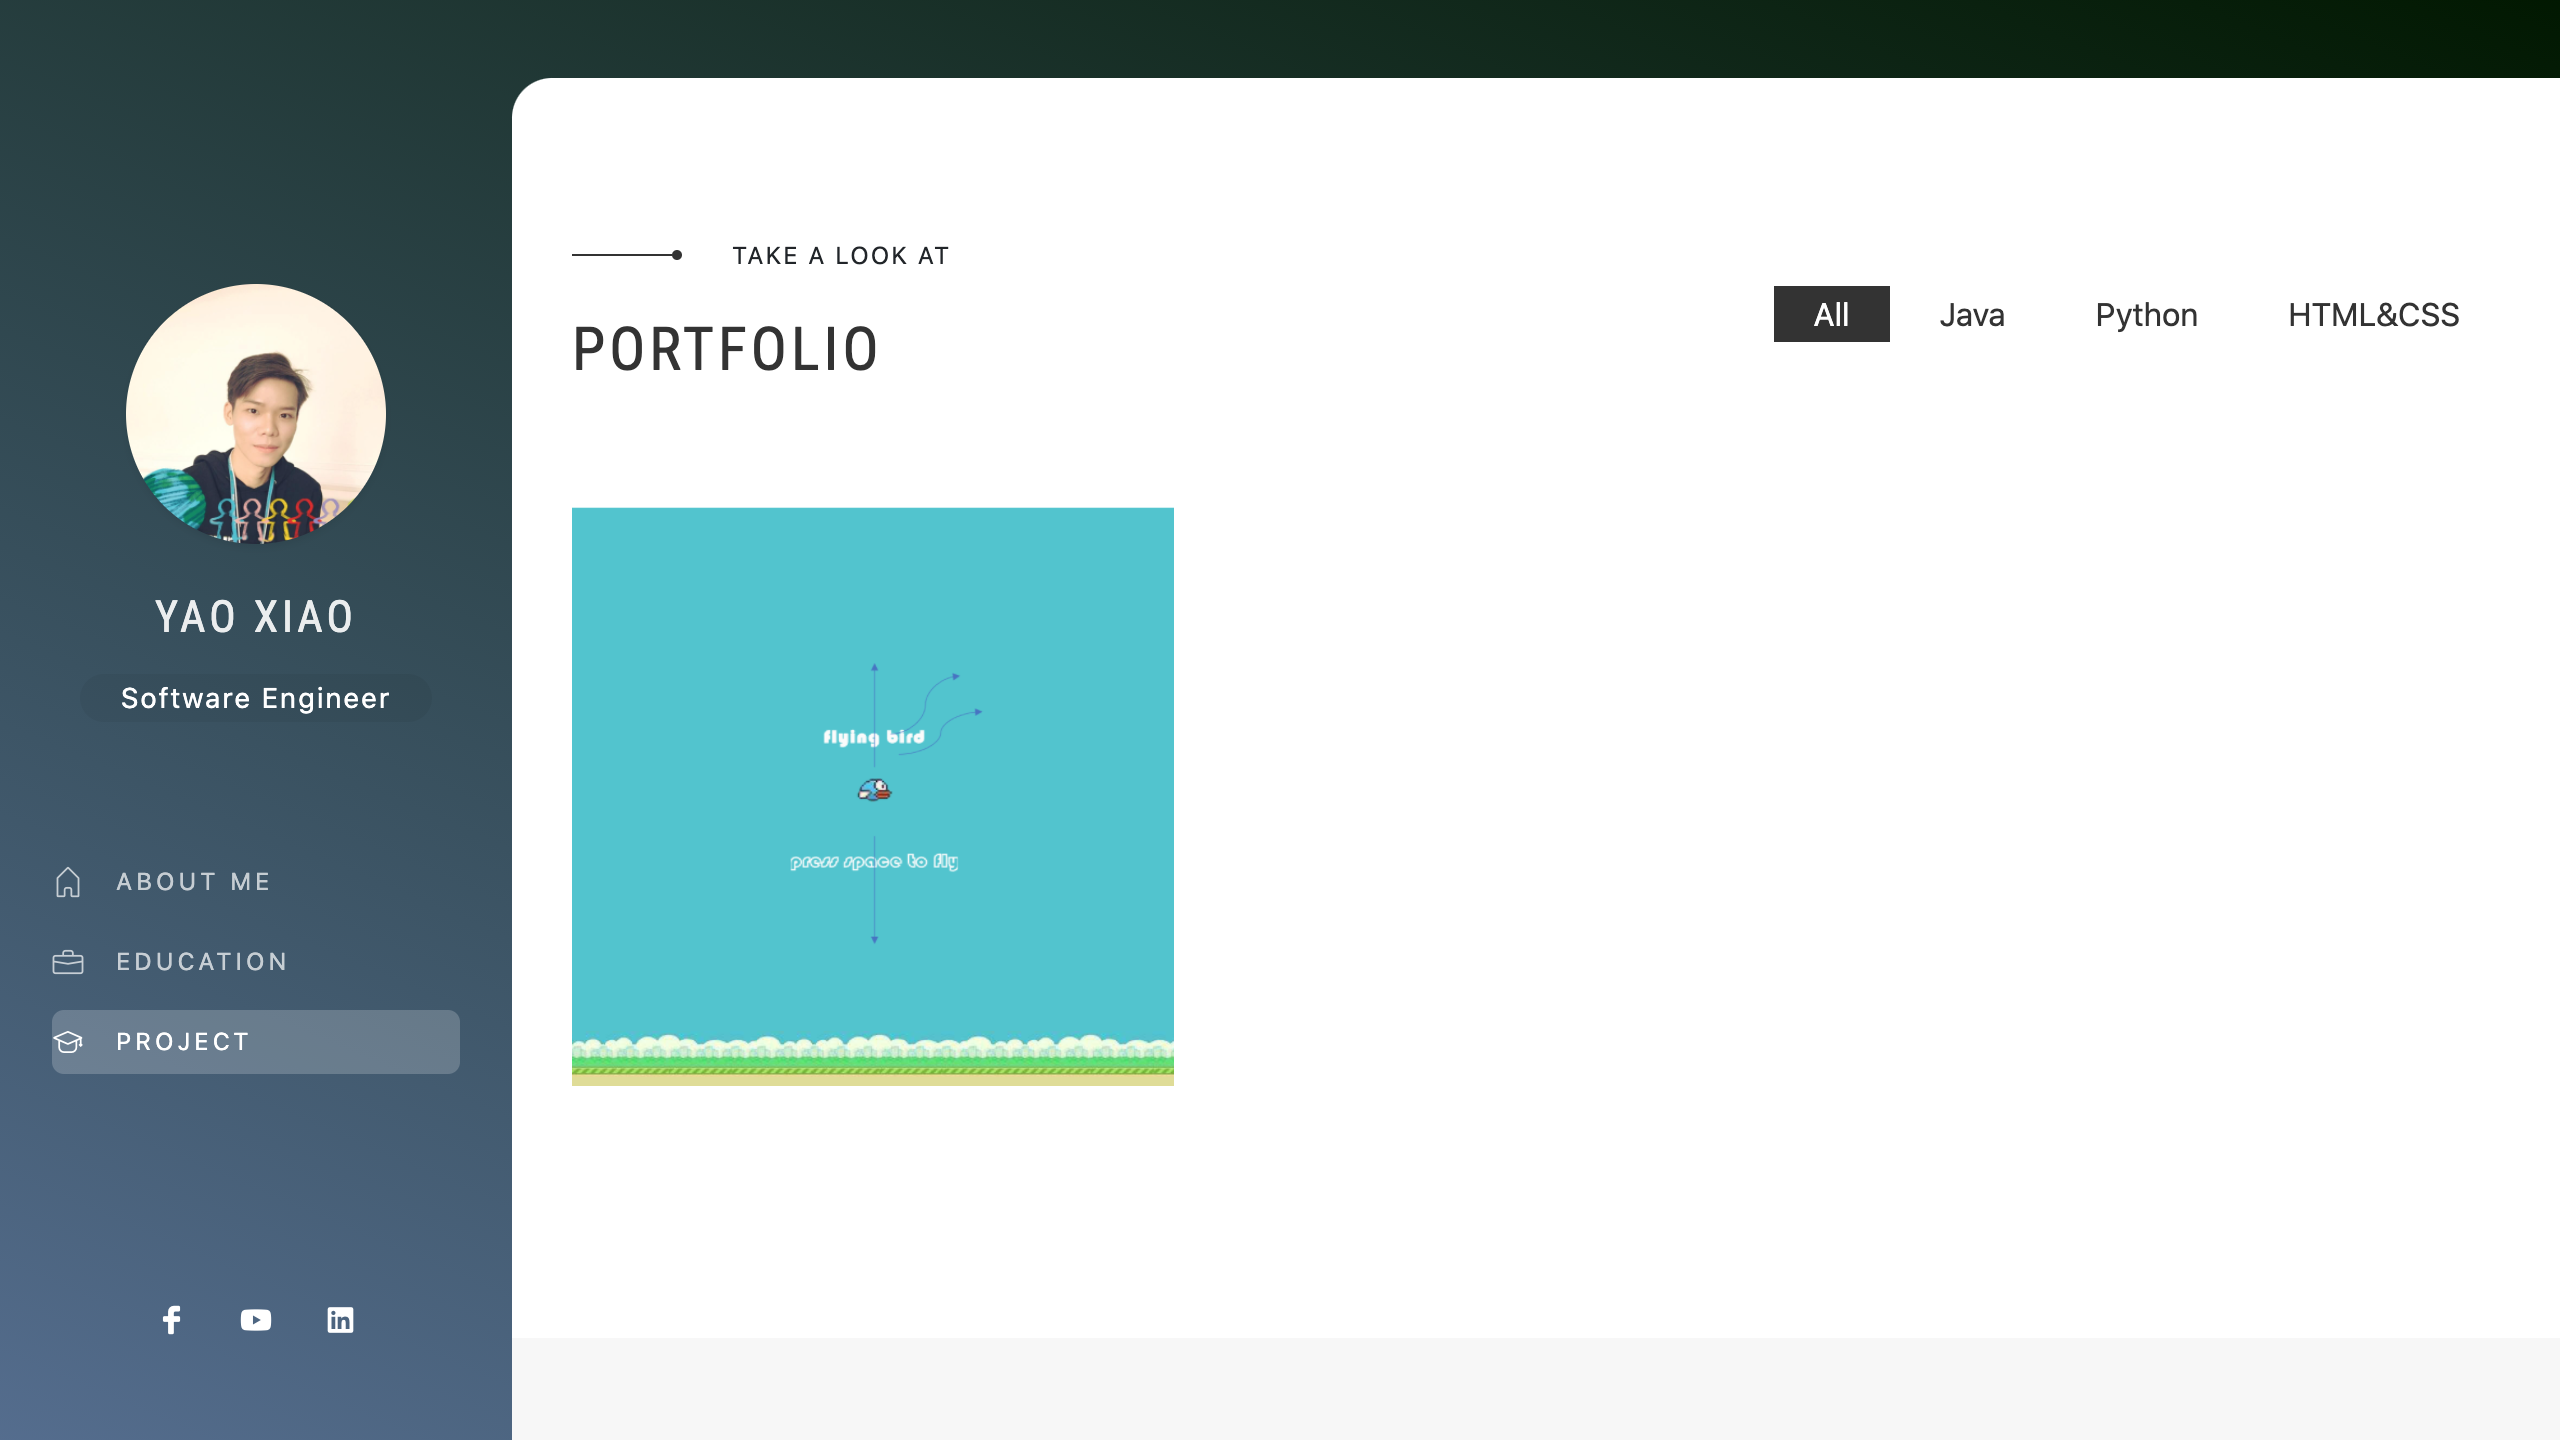 YAO XIAO
Software Engineer
ABOUT ME
EDUCATION
PROJECT
TAKE A LOOK AT
PORTFOLIO
All Java Python HTML&CSS
flying bird
press space to fly